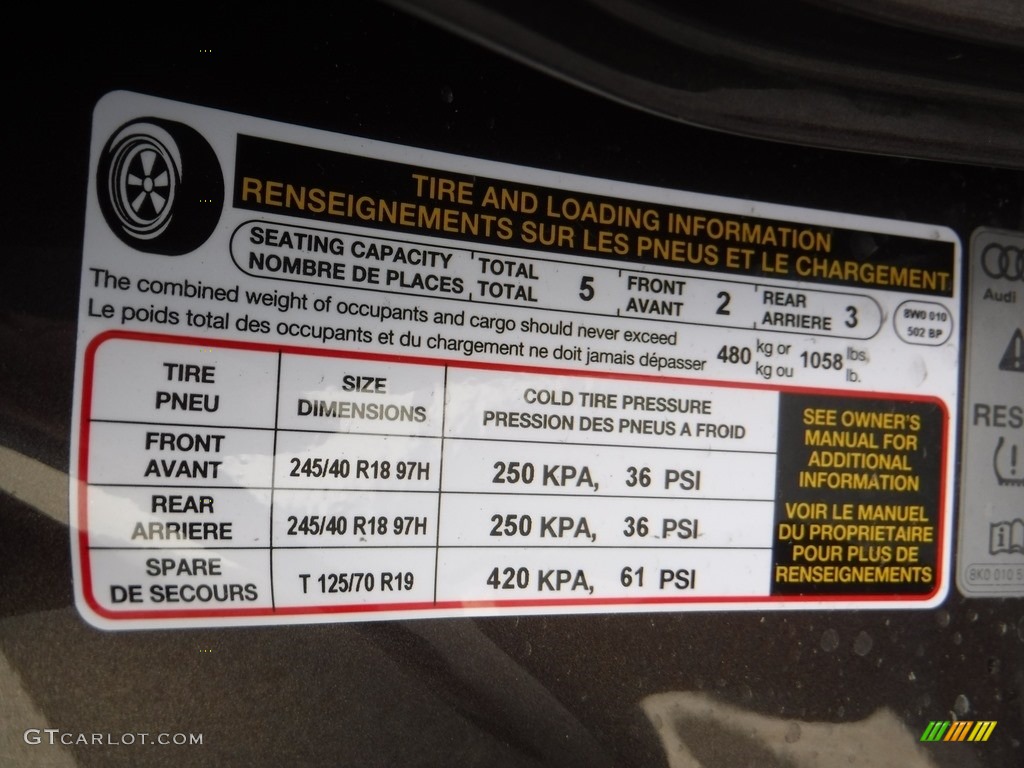 TIRE AND LOADING INFORMATION
RENSEIGNEMENTS SUR LES PNEUS ET LE CHARGEMENT
SEATING CAPACITY TOTAL 5 FRONT 2 REAR 3
NOMBRE DE PLACES TOTAL AVANT ARRIERE
8W0 010
502 BP
The combined weight of occupants and cargo should never exceed 480 kg or 1058 lbs.
Le poids total des occupants et du chargement ne doit jamais dépasser kg ou lb.
TIRE SIZE COLD TIRE PRESSURE
PNEU DIMENSIONS PRESSION DES PNEUS A FROID
FRONT
AVANT 245/40 R18 97H 250 KPA, 36 PSI
REAR
ARRIERE 245/40 R18 97H 250 KPA, 36 PSI
SPARE
DE SECOURS T 125/70 R19 420 KPA, 61 PSI
SEE OWNER'S
MANUAL FOR
ADDITIONAL
INFORMATION
VOIR LE MANUEL
DU PROPRIETAIRE
POUR PLUS DE
RENSEIGNEMENTS
Audi
RES
8K0 010 5
GTCARLOT.COM